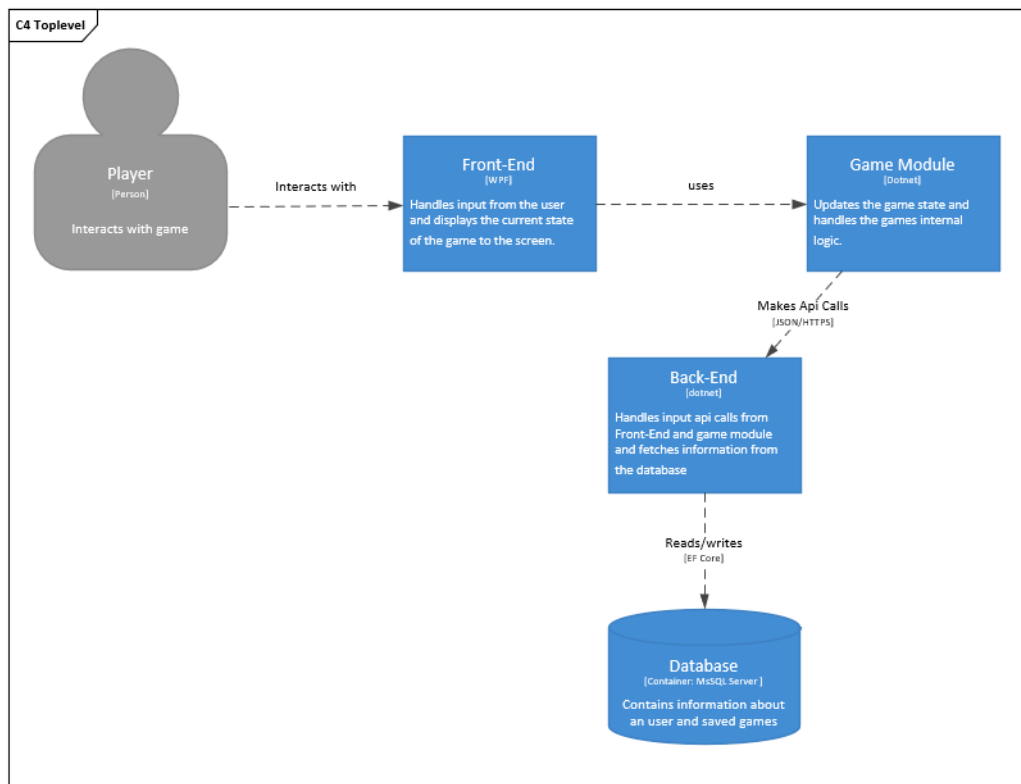 C4 Toplevel
Player
[Person]
Interacts with game
Interacts with
Front-End
[WPF]
Handles input from the user
and displays the current state
of the game to the screen.
uses
Game Module
[Dotnet]
Updates the game state and
handles the games internal
logic.
Makes Api Calls
[JSON/HTTPS]
Back-End
[dotnet]
Handles input api calls from
Front-End and game module
and fetches information from
the database
Reads/writes
[EF Core]
Database
[Container: MsSQL Server ]
Contains information about
an user and saved games